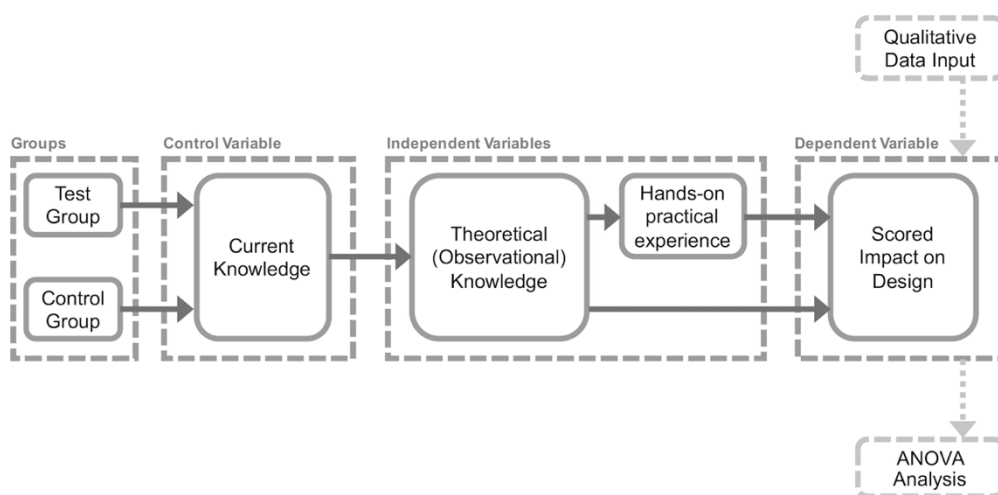 Qualitative
Data Input
Groups
Control Variable
Independent Variables
Dependent Variable
Test
Group
Control
Group
Current
Knowledge
Theoretical
(Observational)
Knowledge
Hands-on
practical
experience
Scored
Impact on
Design
ANOVA
Analysis